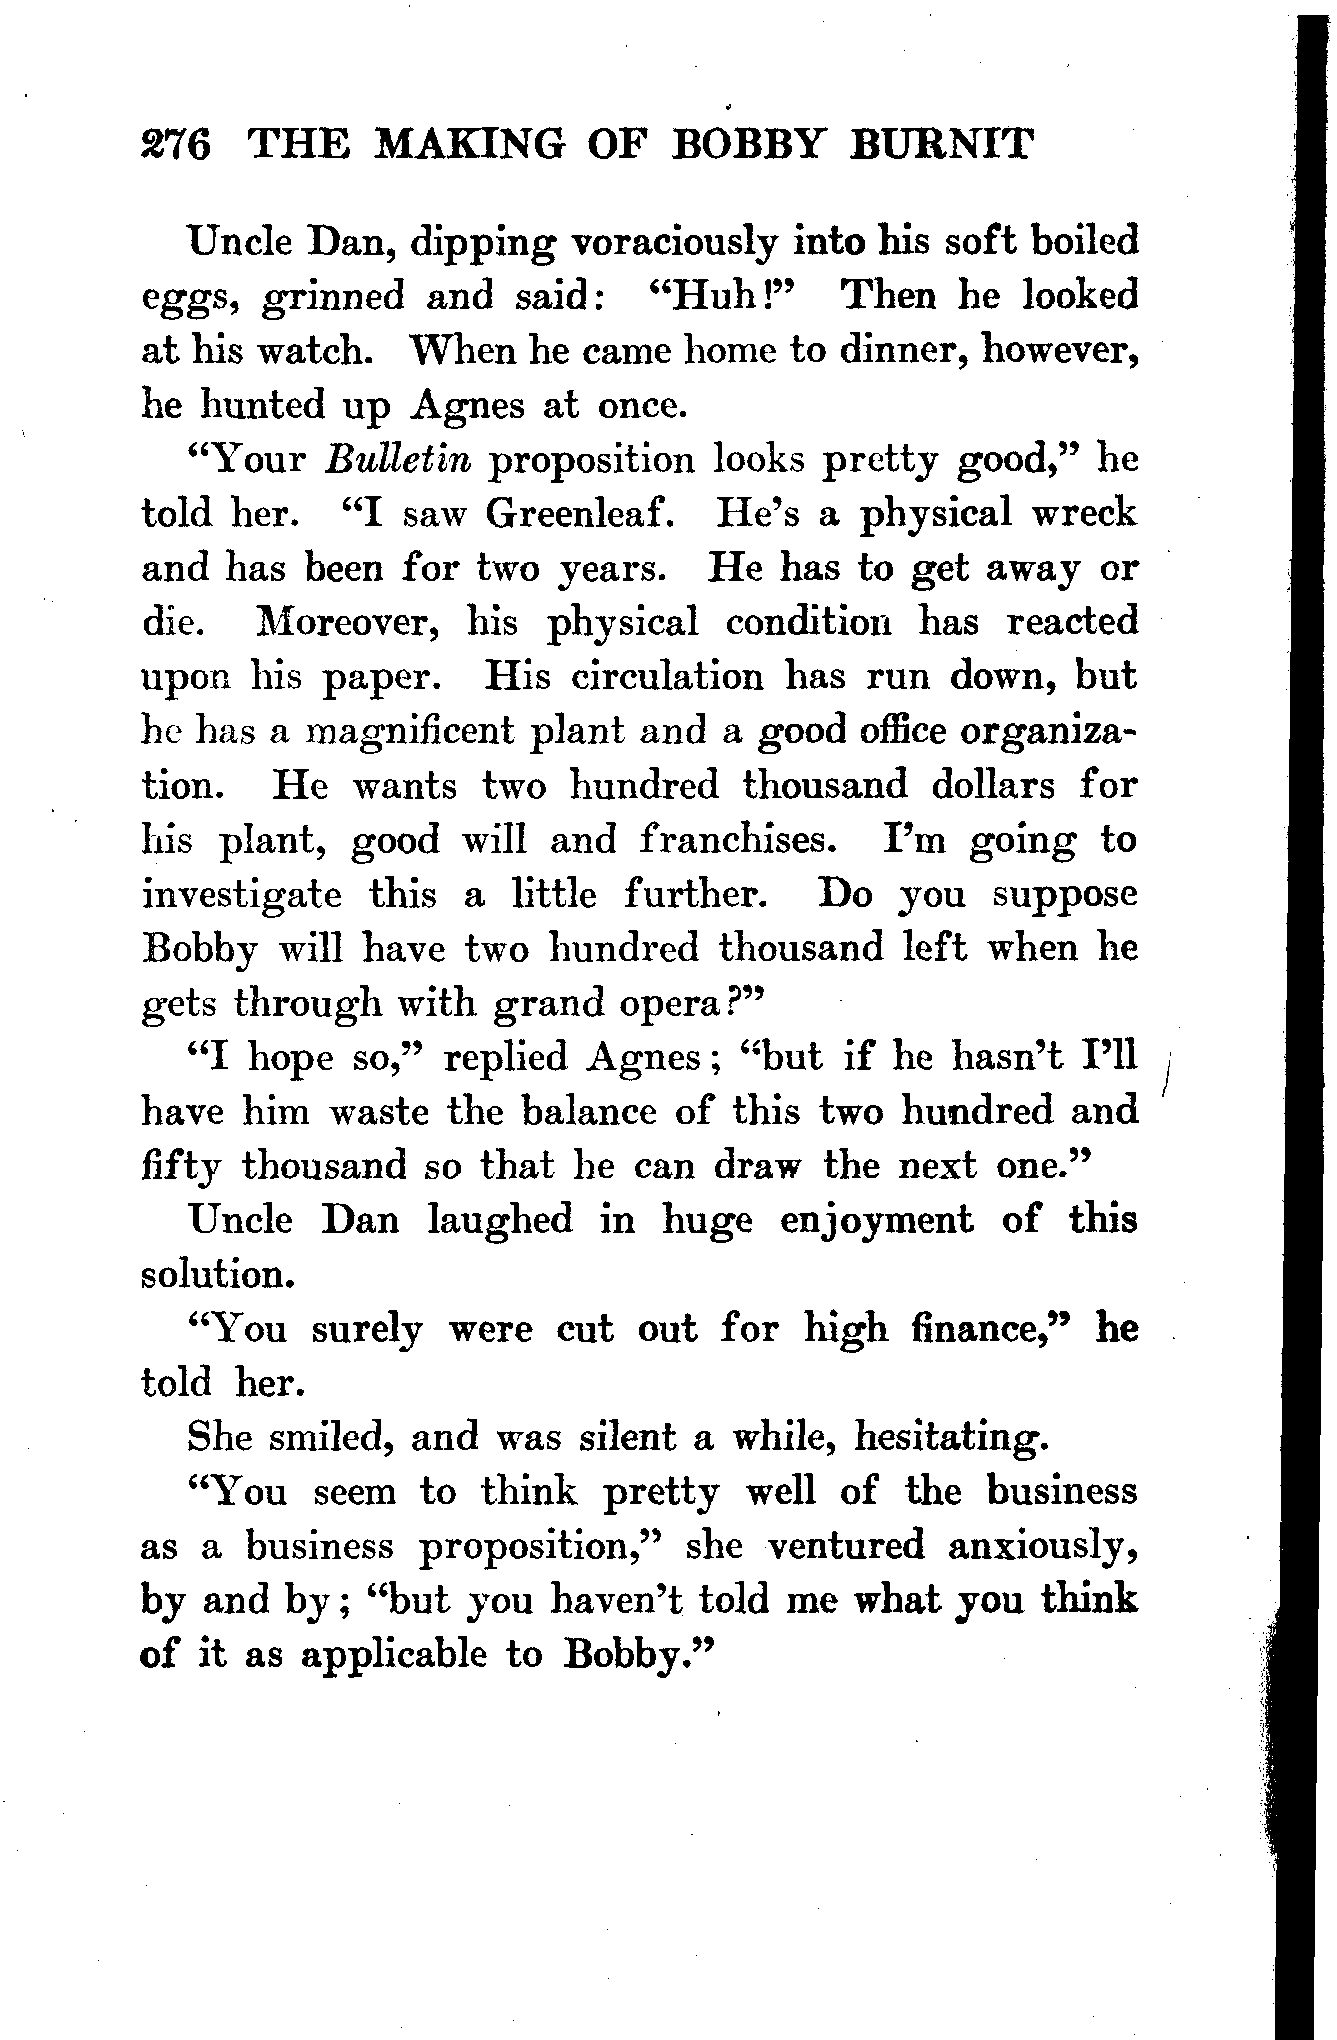 276 THE MAKING OF BOBBY BURNIT
Uncle Dan, dipping voraciously into his soft boiled
eggs, grinned and said: “Huh!” Then he looked
at his watch. When he came home to dinner, however,
he hunted up Agnes at once.
“Your Bulletin proposition looks pretty good,” he
told her. “I saw Greenleaf. He’s a physical wreck
and has been for two years. He has to get away or
die. Moreover, his physical condition has reacted
upon his paper. His circulation has run down, but
he has a magnificent plant and a good office organiza-
tion. He wants two hundred thousand dollars for
his plant, good will and franchises. I’m going to
investigate this a little further. Do you suppose
Bobby will have two hundred thousand left when he
gets through with grand opera?”
“I hope so,” replied Agnes; “but if he hasn’t I’ll
have him waste the balance of this two hundred and
fifty thousand so that he can draw the next one.”
Uncle Dan laughed in huge enjoyment of this
solution.
“You surely were cut out for high finance,” he
told her.
She smiled, and was silent a while, hesitating.
“You seem to think pretty well of the business
as a business proposition,” she ventured anxiously,
by and by; “but you haven’t told me what you think
of it as applicable to Bobby.”